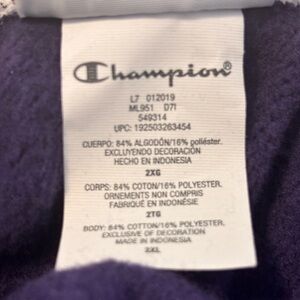 Champion®
L7 012019
ML951 D7I
549314
UPC: 192503263454
CUERPO: 84% ALGODÓN/16% poliéster.
EXCLUYENDO DECORACIÓN
HECHO EN INDONESIA
2XG
CORPS: 84% COTON/16% POLYESTER.
ORNEMENTS NON COMPRIS
FABRIQUÉ EN INDONÉSIE
2TG
BODY: 84% COTTON/16% POLYESTER.
EXCLUSIVE OF DECORATION
MADE IN INDONESIA
2XL